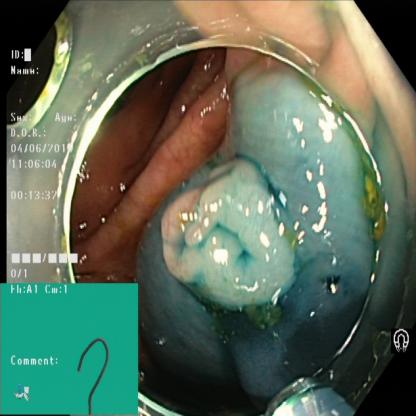 ID:
Name:
Sex: Age:
D.O.B.:
04/06/201
11:06:04
00:13:37
0/1
Eh:A1 Cm:1
Comment: